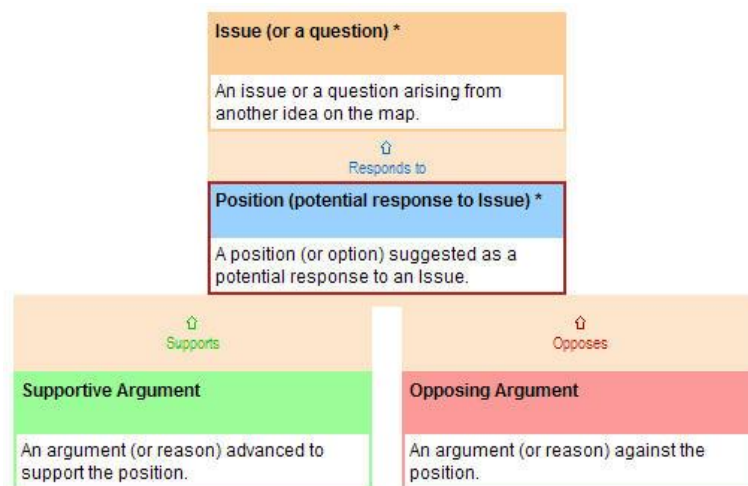 Issue (or a question) *
An issue or a question arising from
another idea on the map.
Responds to
Position (potential response to Issue) *
A position (or option) suggested as a
potential response to an Issue.
Supports
Opposes
Supportive Argument
Opposing Argument
An argument (or reason) advanced to
support the position.
An argument (or reason) against the
position.